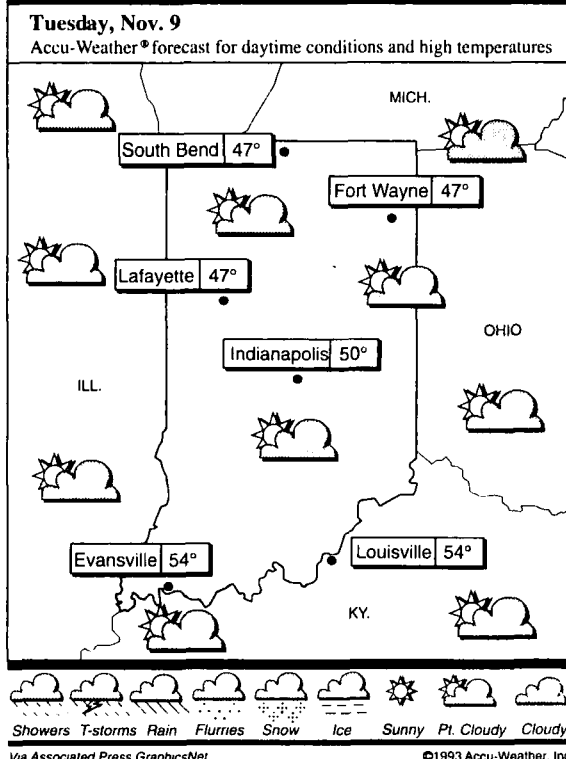 Tuesday, Nov. 9
Accu-Weather® forecast for daytime conditions and high temperatures
MICH.
South Bend 47°
Fort Wayne 47°
Lafayette 47°
OHIO
Indianapolis 50°
ILL.
Evansville 54°
Louisville 54°
KY.
Showers T-storms Rain Flurries Snow Ice Sunny Pt. Cloudy Cloudy
Via Associated Press GraphicsNet ©1993 Accu-Weather, Inc